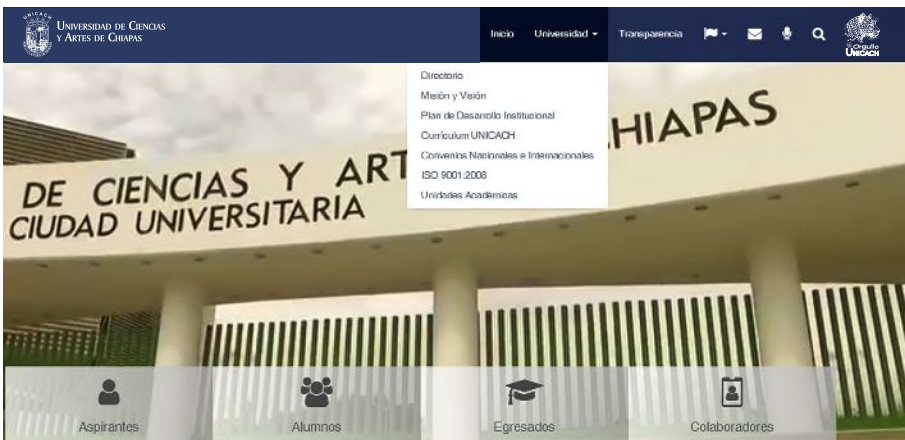 UNICACH
Universidad de Ciencias
y Artes de Chiapas
Inicio
Universidad
Transparencia
Orgullo
UNICACH
Directorio
Misión y Visión
Plan de Desarrollo Institucional
Currículum UNICACH
Convenios Nacionales e Internacionales
ISO 9001:2008
Unidades Académicas
DE CIENCIAS Y ART HIAPAS
CIUDAD UNIVERSITARIA
Aspirantes
Alumnos
Egresados
Colaboradores